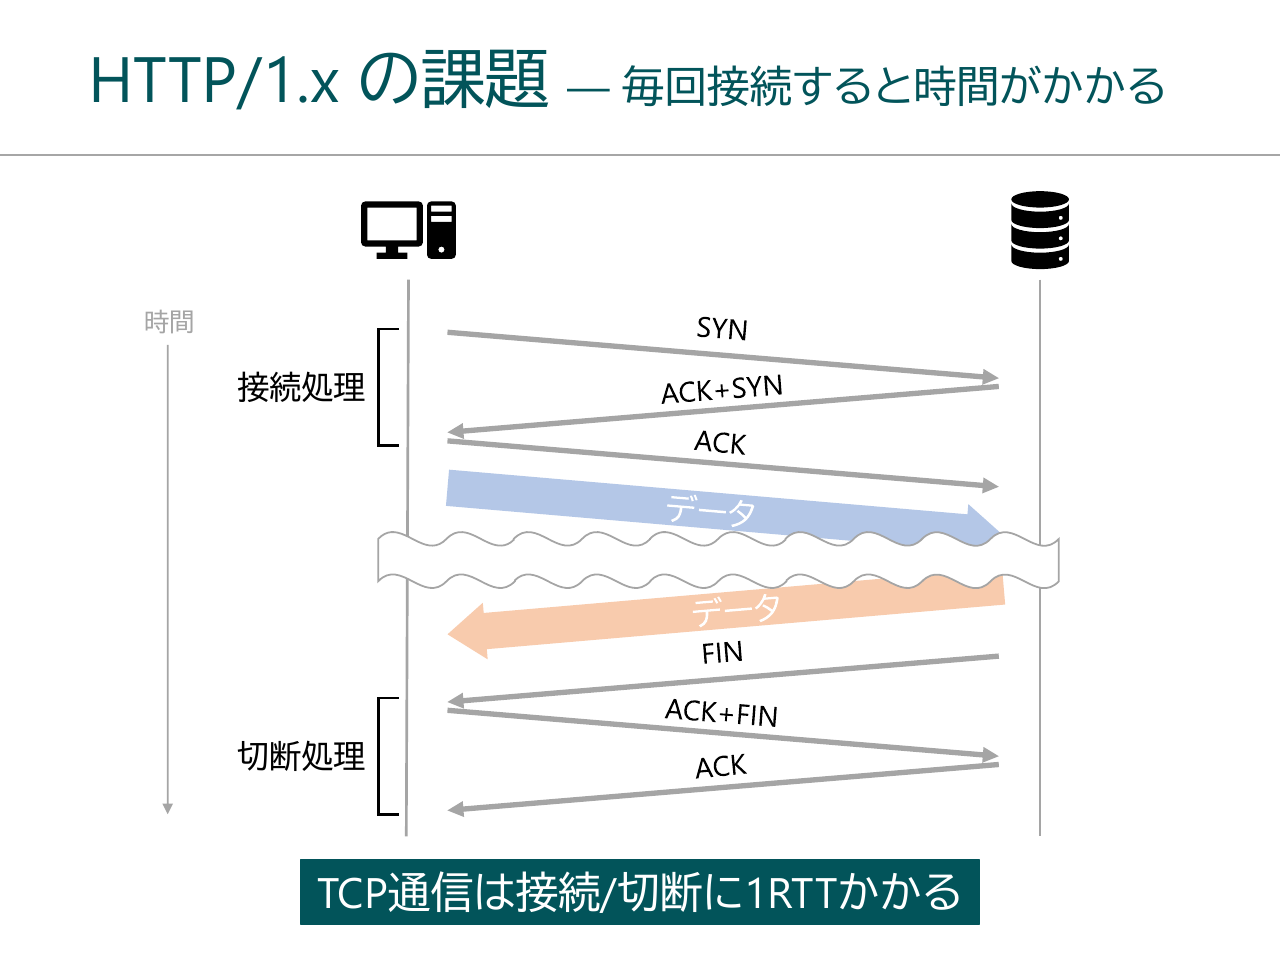 HTTP/1.x の課題 — 毎回接続すると時間がかかる
時間
接続処理
SYN
ACK+SYN
ACK
データ
データ
FIN
切断処理
ACK+FIN
ACK
TCP通信は接続/切断に1RTTかかる